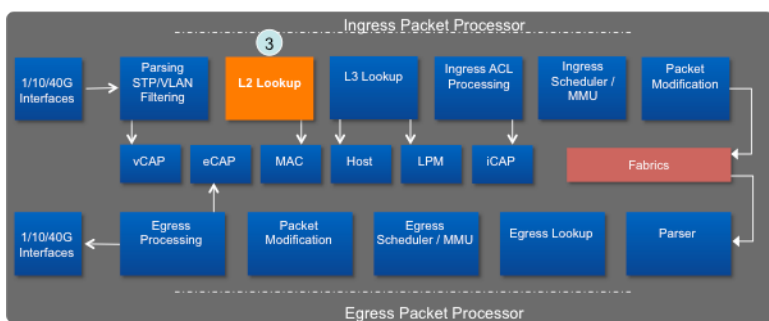 Ingress Packet Processor
3
1/10/40G
Interfaces
Parsing
STP/VLAN
Filtering
L2 Lookup
L3 Lookup
Ingress ACL
Processing
Ingress
Scheduler /
MMU
Packet
Modification
vCAP
eCAP
MAC
Host
LPM
iCAP
Fabrics
1/10/40G
Interfaces
Egress
Processing
Packet
Modification
Egress
Scheduler / MMU
Egress Lookup
Parser
Egress Packet Processor